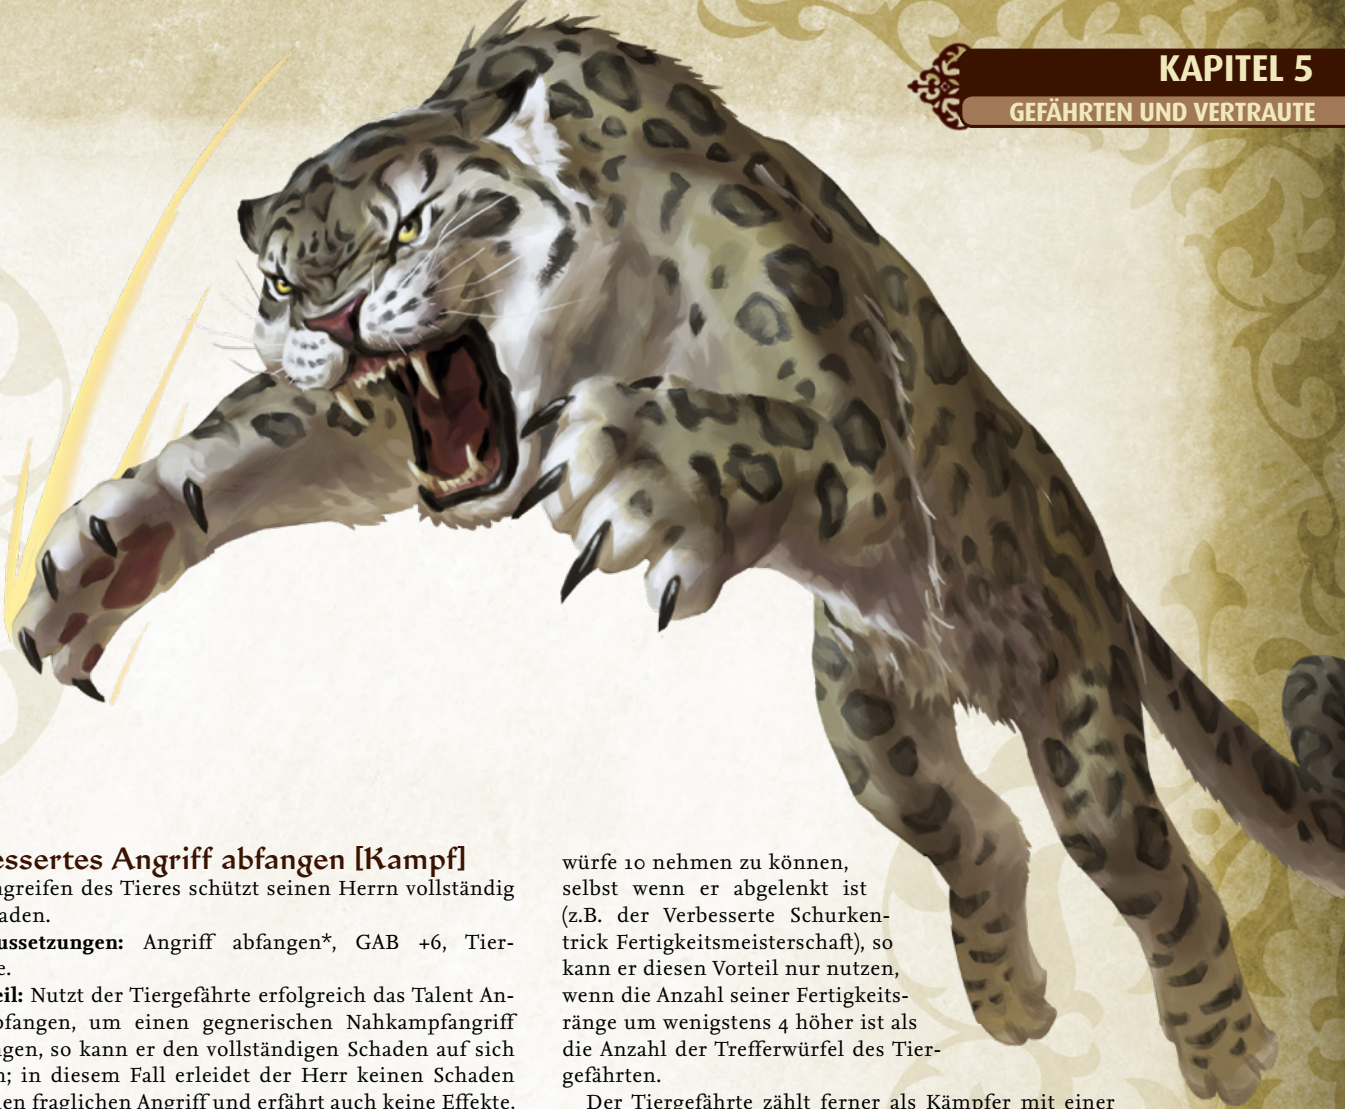 KAPITEL 5
GEFÄHRTEN UND VERTRAUTE
essertes Angriff abfangen [Kampf]
ngreifen des Tieres schützt seinen Herrn vollständig
aden.
ussetzungen: Angriff abfangen*, GAB +6, Tier-
e.
eil: Nutzt der Tiergefährte erfolgreich das Talent An-
bfangen, um einen gegnerischen Nahkampfangriff
ngen, so kann er den vollständigen Schaden auf sich
n; in diesem Fall erleidet der Herr keinen Schaden
en fraglichen Angriff und erfährt auch keine Effekte,
würfe 10 nehmen zu können,
selbst wenn er abgelenkt ist
(z.B. der Verbesserte Schurken-
trick Fertigkeitsmeisterschaft), so
kann er diesen Vorteil nur nutzen,
wenn die Anzahl seiner Fertigkeits-
ränge um wenigstens 4 höher ist als
die Anzahl der Trefferwürfel des Tier-
gefährten.
Der Tiergefährte zählt ferner als Kämpfer mit einer